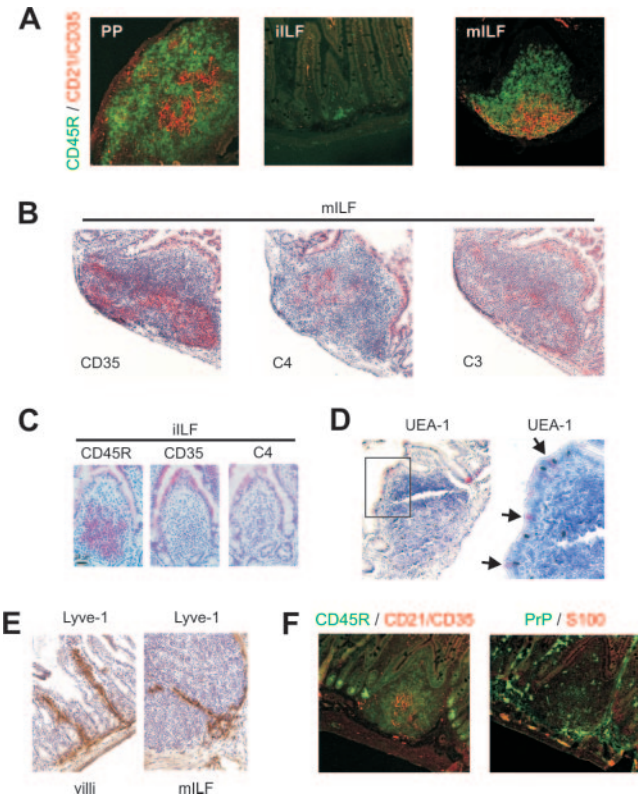 A
CD45R / CD21/CD35
PP
iILF
mILF
B
mILF
CD35
C4
C3
C
iILF
CD45R
CD35
C4
D
UEA-1
UEA-1
E
Lyve-1
Lyve-1
villi
mILF
F
CD45R / CD21/CD35
PrP / S100